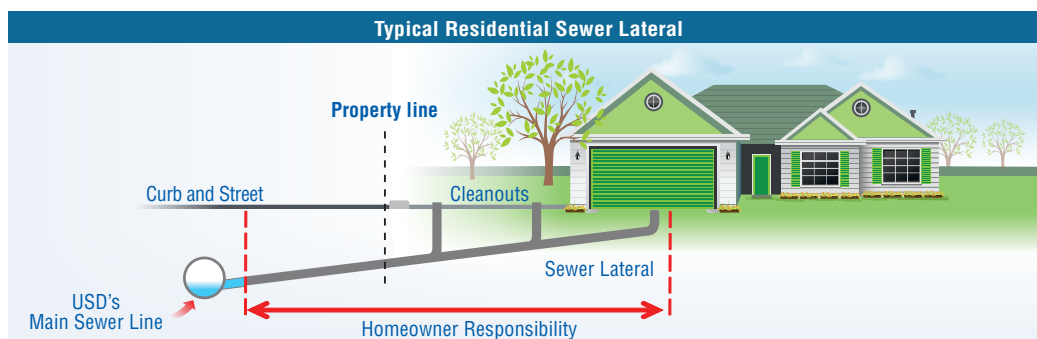 Typical Residential Sewer Lateral
Property line
Curb and Street
Cleanouts
Sewer Lateral
USD's
Main Sewer Line
Homeowner Responsibility